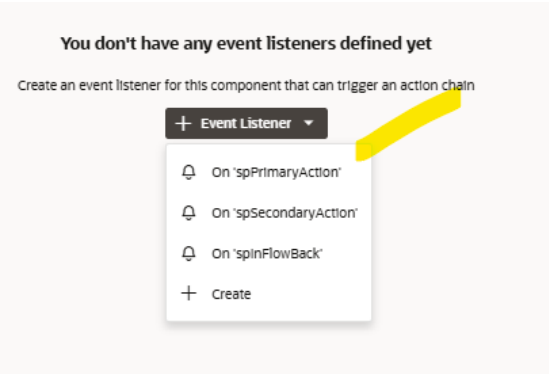 You don't have any event listeners defined yet
Create an event listener for this component that can trigger an action chain
+ Event Listener
On 'spPrimaryAction'
On 'spSecondaryAction'
On 'spInFlowBack'
+ Create